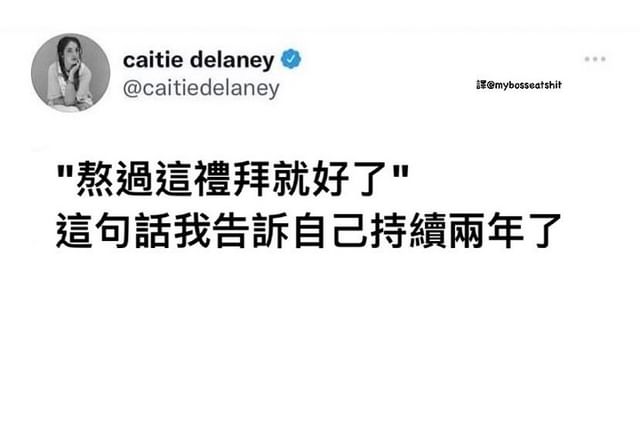 caitie delaney
@caitiedelaney
譯@mybosseatshit
"熬過這禮拜就好了"
這句話我告訴自己持續兩年了